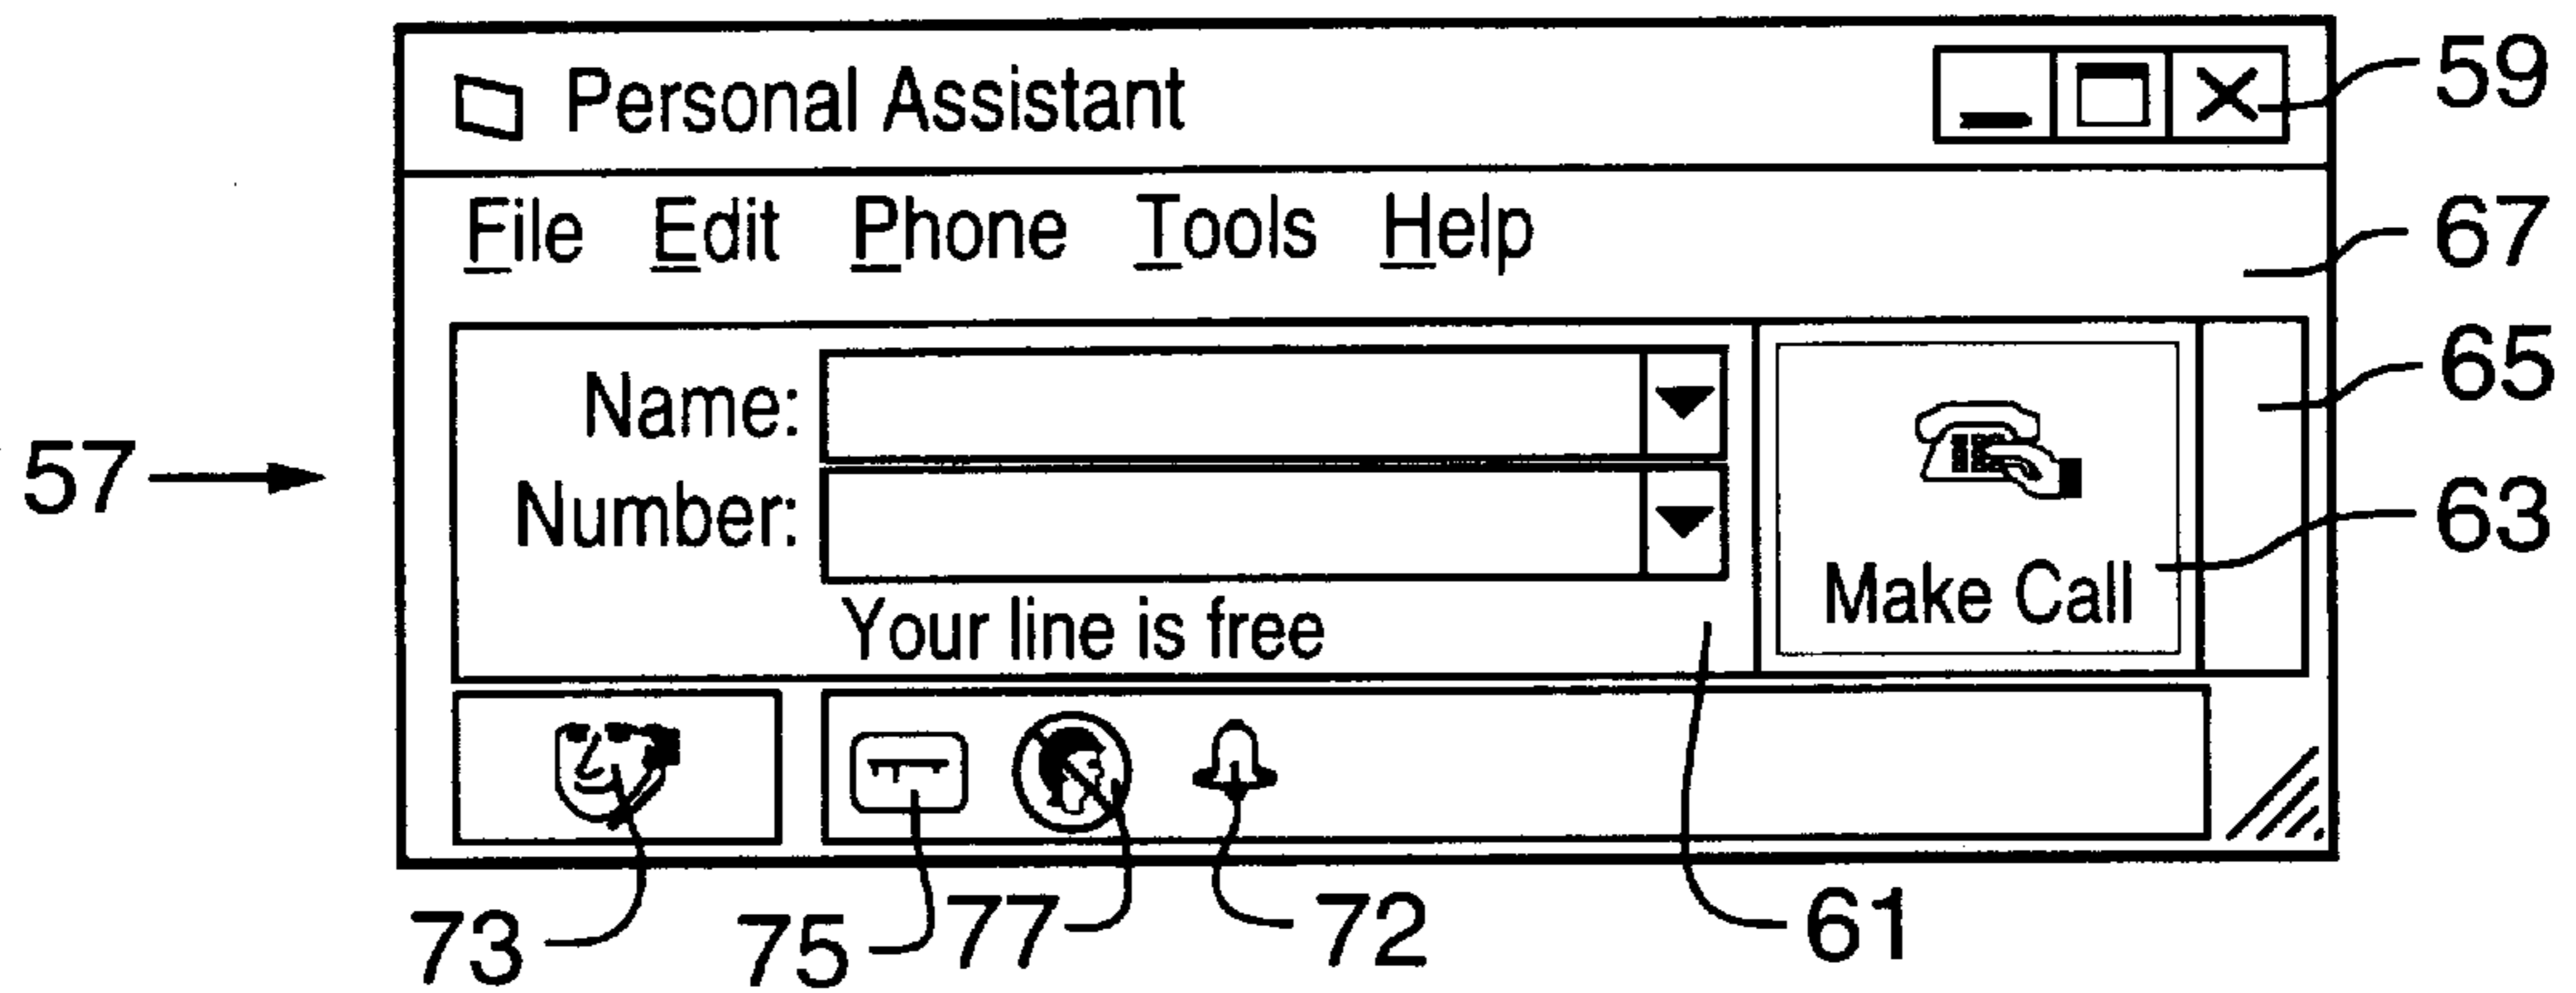 Personal Assistant
59
File Edit Phone Tools Help
67
Name:
65
57
Number:
63
Make Call
Your line is free
73 75 77 72 61